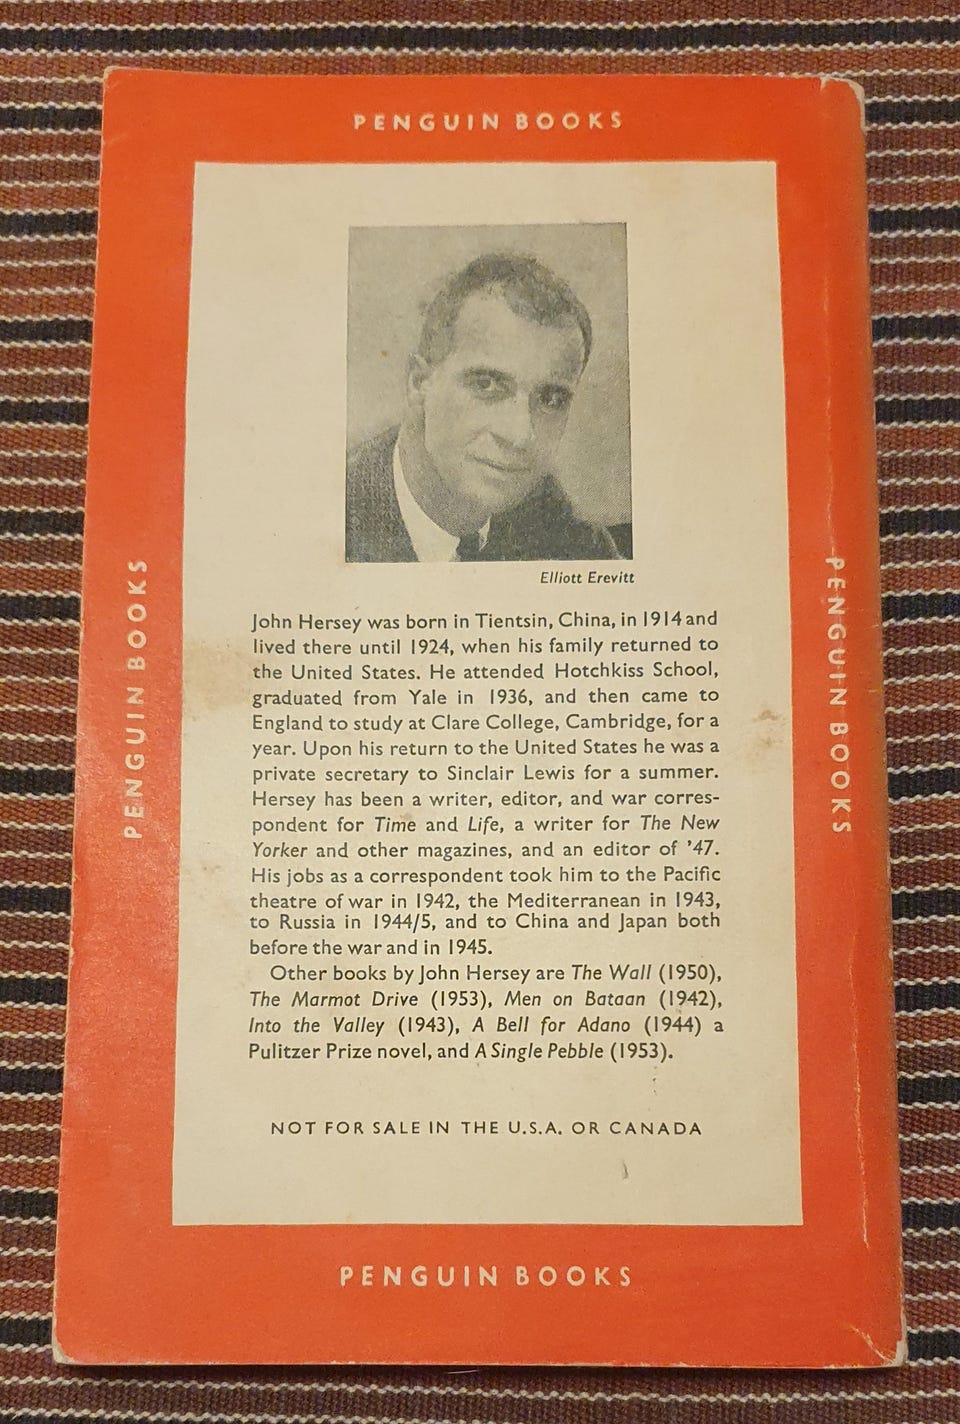 PENGUIN BOOKS
PENGUIN BOOKS
PENGUIN BOOKS
Elliott Erevitt
John Hersey was born in Tientsin, China, in 1914 and
lived there until 1924, when his family returned to
the United States. He attended Hotchkiss School,
graduated from Yale in 1936, and then came to
England to study at Clare College, Cambridge, for a
year. Upon his return to the United States he was a
private secretary to Sinclair Lewis for a summer.
Hersey has been a writer, editor, and war corres-
pondent for Time and Life, a writer for The New
Yorker and other magazines, and an editor of '47.
His jobs as a correspondent took him to the Pacific
theatre of war in 1942, the Mediterranean in 1943,
to Russia in 1944/5, and to China and Japan both
before the war and in 1945.
Other books by John Hersey are The Wall (1950),
The Marmot Drive (1953), Men on Bataan (1942),
Into the Valley (1943), A Bell for Adano (1944) a
Pulitzer Prize novel, and A Single Pebble (1953).
NOT FOR SALE IN THE U.S.A. OR CANADA
PENGUIN BOOKS